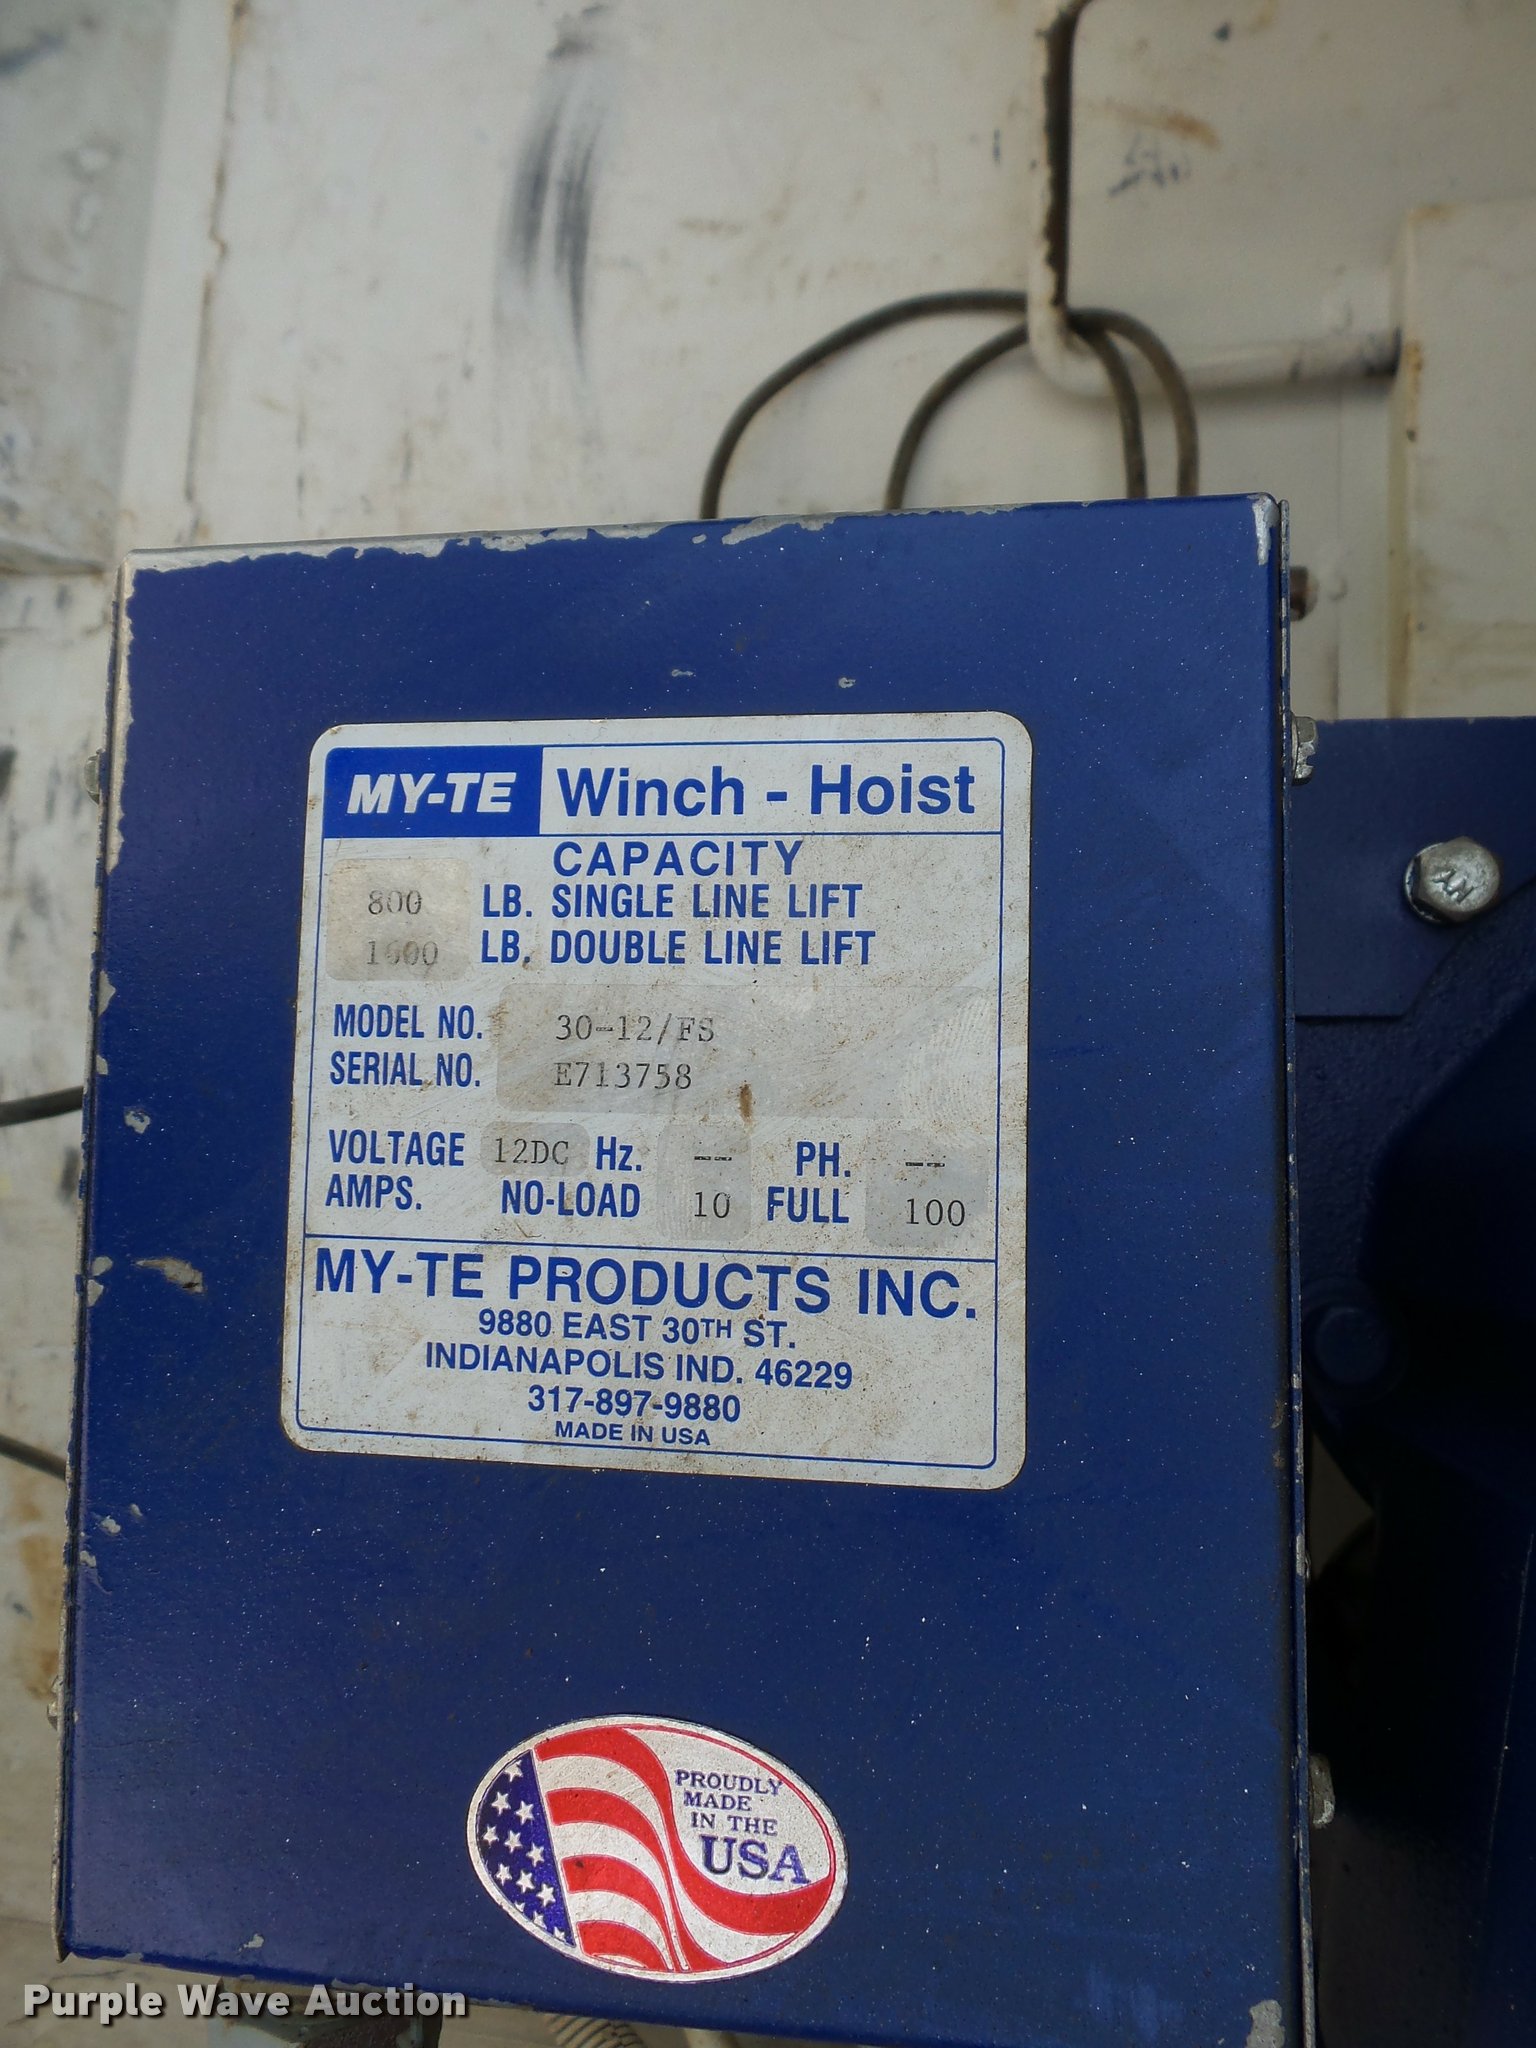 MY-TE Winch - Hoist
CAPACITY
800 LB. SINGLE LINE LIFT
1600 LB. DOUBLE LINE LIFT
MODEL NO. 30-12/FS
SERIAL NO. E713758
VOLTAGE 12DC Hz. -- PH. --
AMPS. NO-LOAD 10 FULL 100
MY-TE PRODUCTS INC.
9880 EAST 30TH ST.
INDIANAPOLIS IND. 46229
317-897-9880
MADE IN USA
PROUDLY
MADE
IN THE
USA
Purple Wave Auction